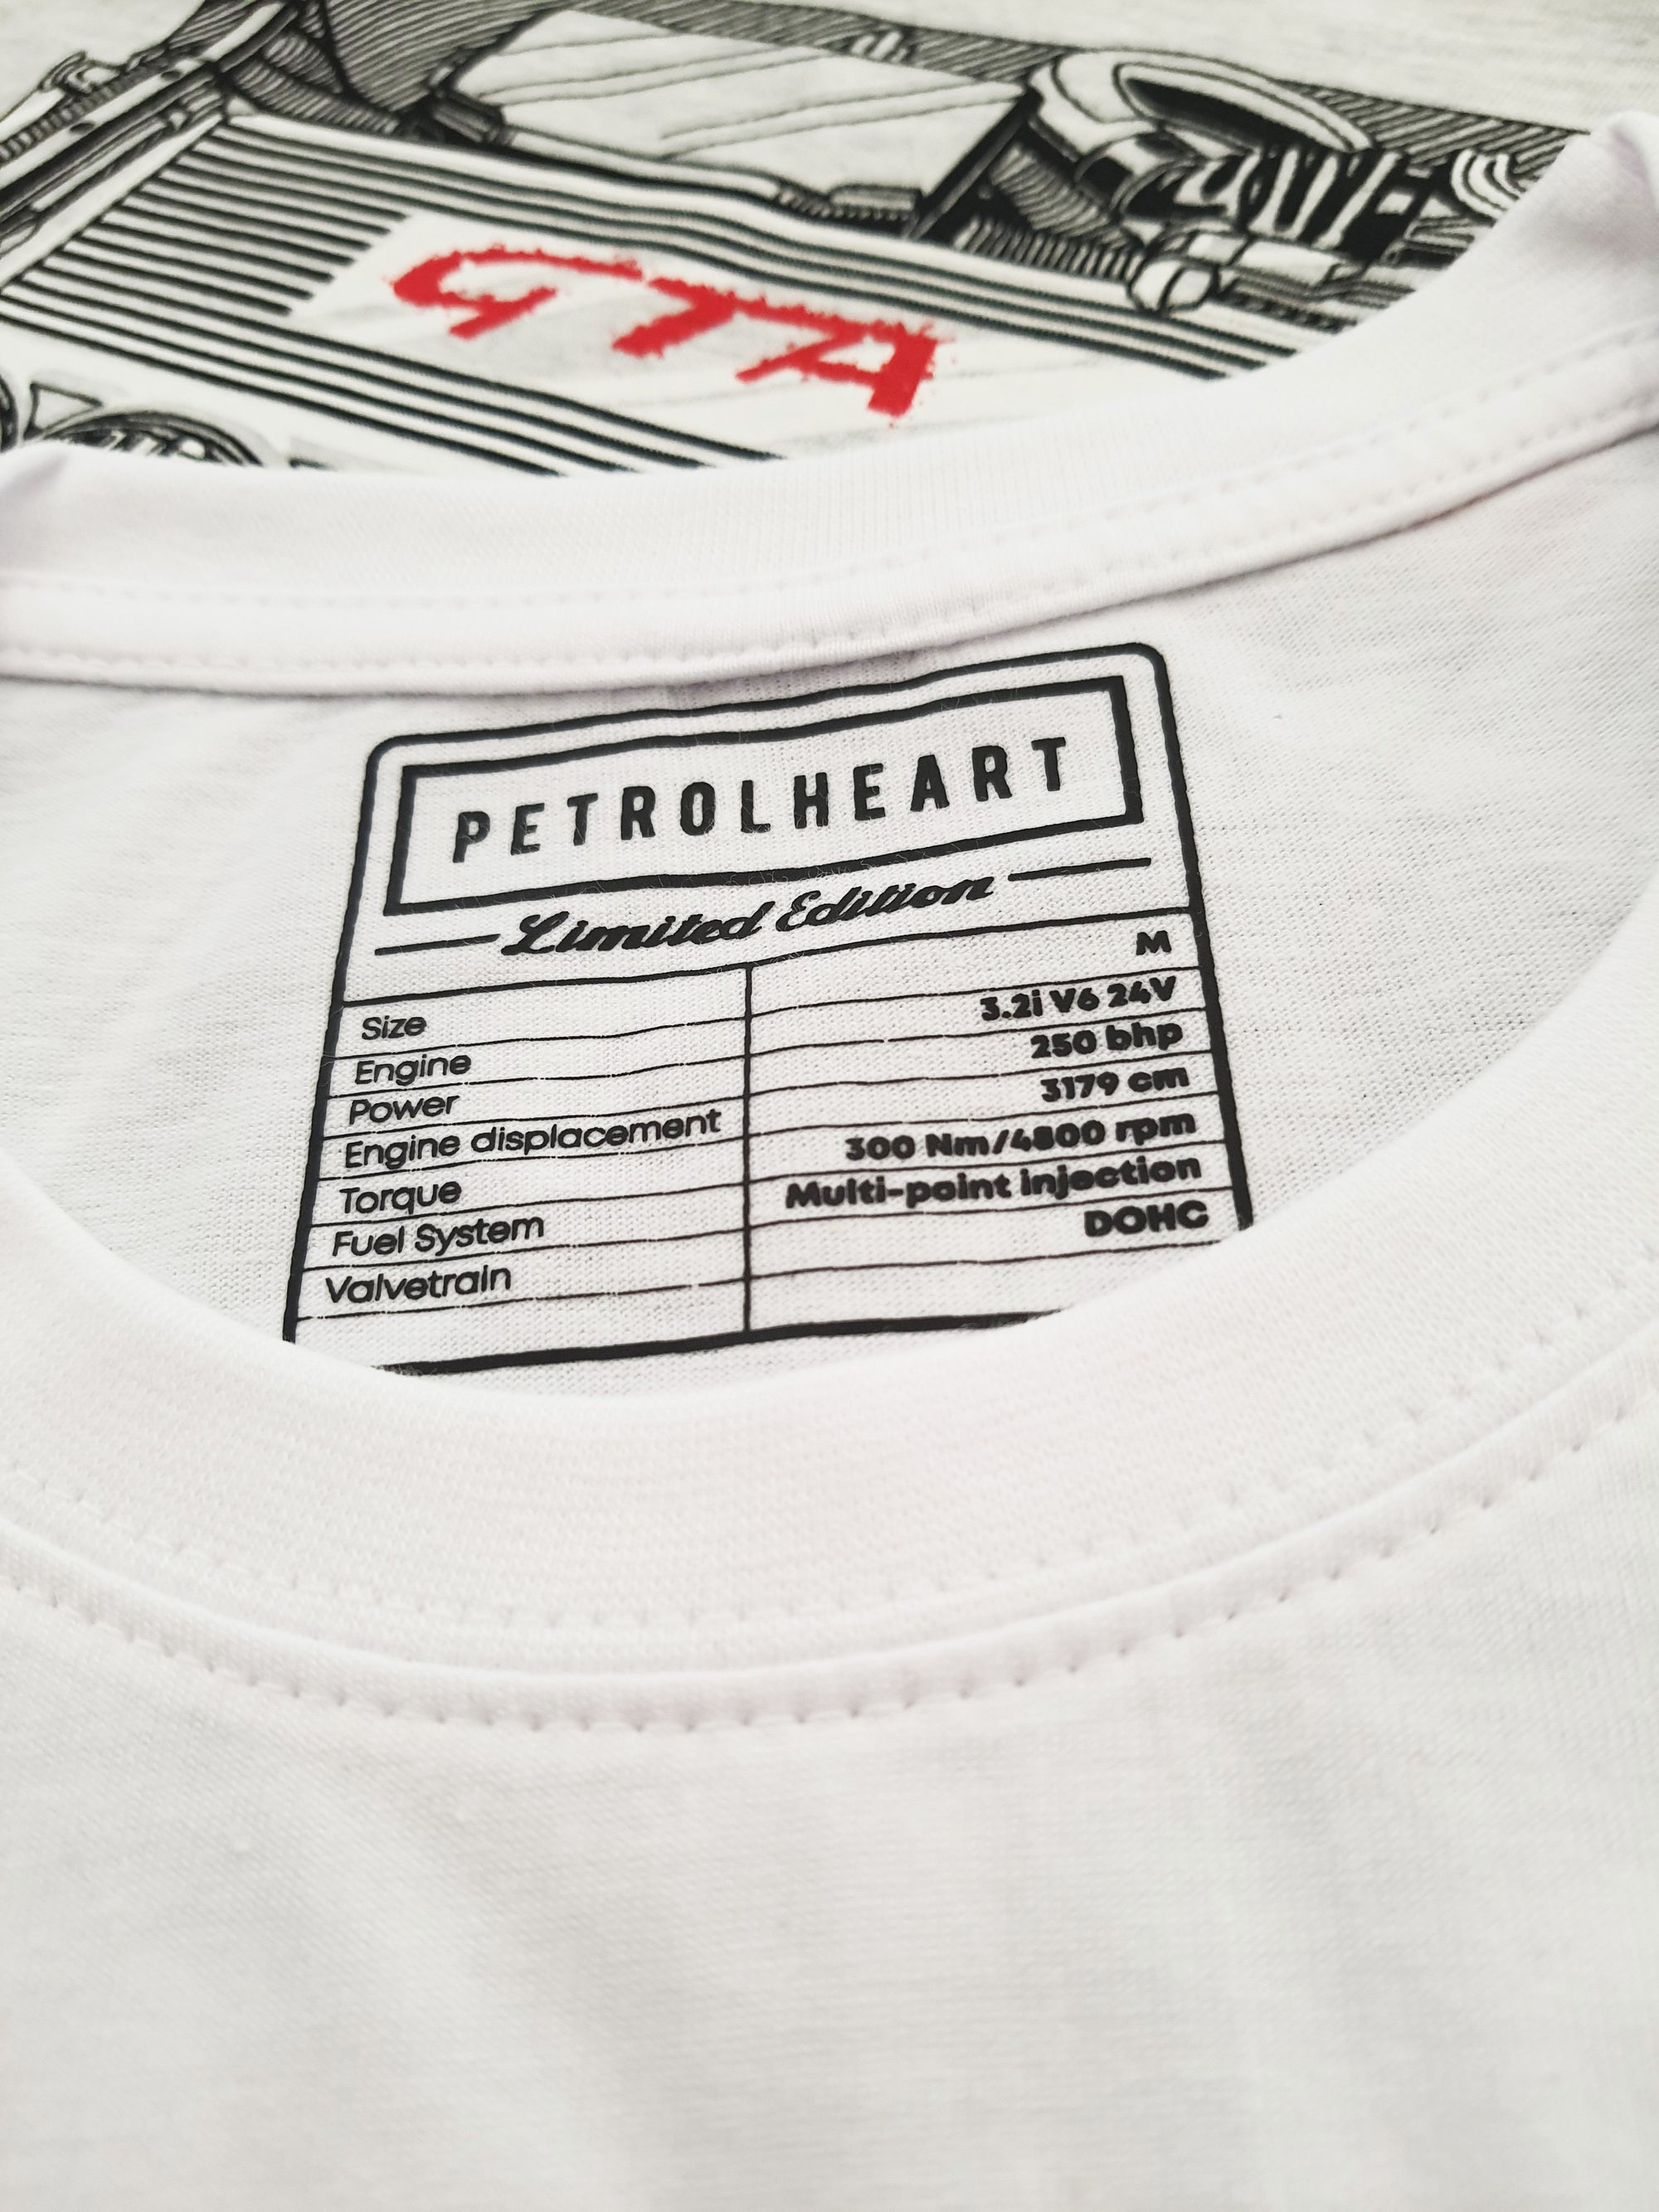 PETROLHEART
Limited Edition
Size M
Engine 3.2i V6 24V
Power 250 bhp
Engine displacement 3179 cm
Torque 300 Nm/4800 rpm
Fuel System Multi-point injection
Valvetrain DOHC